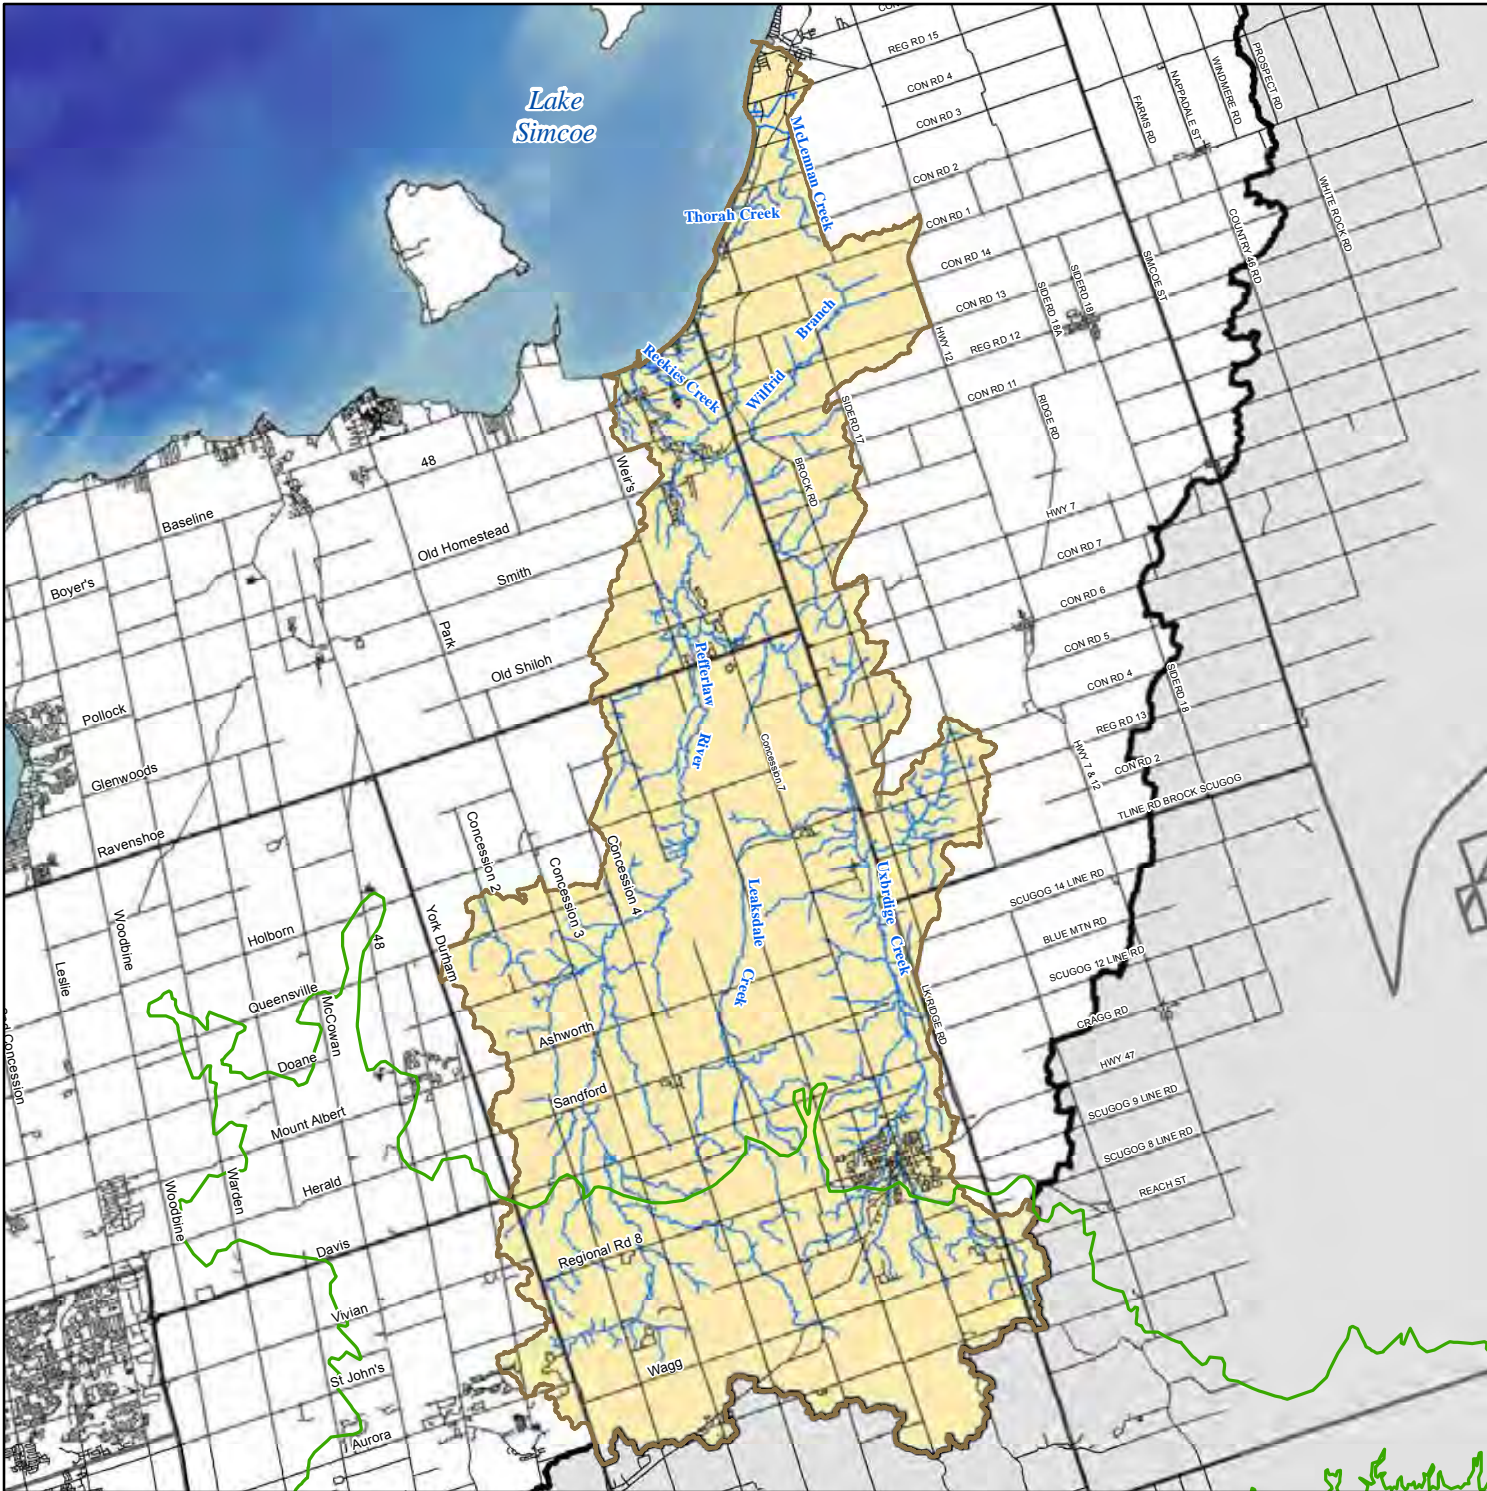 Lake
Simcoe
REG RD 15
CON RD 4
CON RD 3
CON RD 2
CON RD 1
CON RD 14
CON RD 13
REG RD 12
CON RD 11
FARMS RD
NAPPADALE ST
WINDMERE RD
PROSPECT RD
WHITE ROCK RD
COUNTRY 46 RD
SIMCOE ST
SIDERD 18
SIDERD 18A
HWY 12
SIDERD 17
RIDGE RD
BROCK RD
McLennan Creek
Thorah Creek
Branch
Wilfrid
Reekies Creek
48
Weir's
Baseline
Old Homestead
Smith
Boyer's
Park
Old Shiloh
HWY 7
CON RD 7
CON RD 6
CON RD 5
CON RD 4
SIDERD 18
REG RD 13
CON RD 2
HWY 7 & 12
TLINE RD BROCK SCUGOG
Pefferlaw
River
Concession 7
Pollock
Glenwoods
Ravenshoe
Concession 2
Concession 3
Concession 4
Uxbrdige
Creek
Leaksdale
Creek
SCUGOG 14 LINE RD
BLUE MTN RD
SCUGOG 12 LINE RD
CRAGG RD
HWY 47
SCUGOG 9 LINE RD
SCUGOG 8 LINE RD
REACH ST
LK RIDGE RD
York Durham
Woodbine
Leslie
Holborn
48
Queensville
McCowan
Doane
Mount Albert
Herald
Warden
Woodbine
Davis
Vivian
St John's
Aurora
Ashworth
Sandford
Regional Rd 8
Wagg